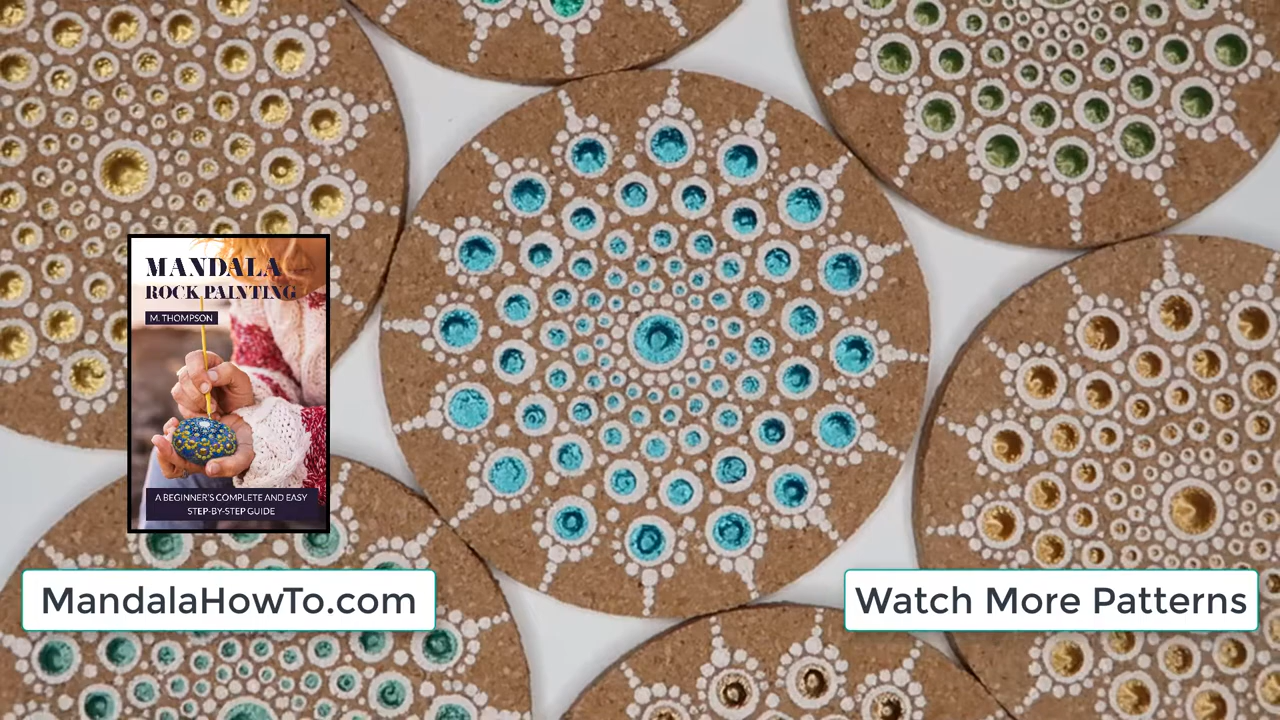 MANDALA
ROCK PAINTING
M. THOMPSON
A BEGINNER'S COMPLETE AND EASY
STEP-BY-STEP GUIDE
MandalaHowTo.com
Watch More Patterns